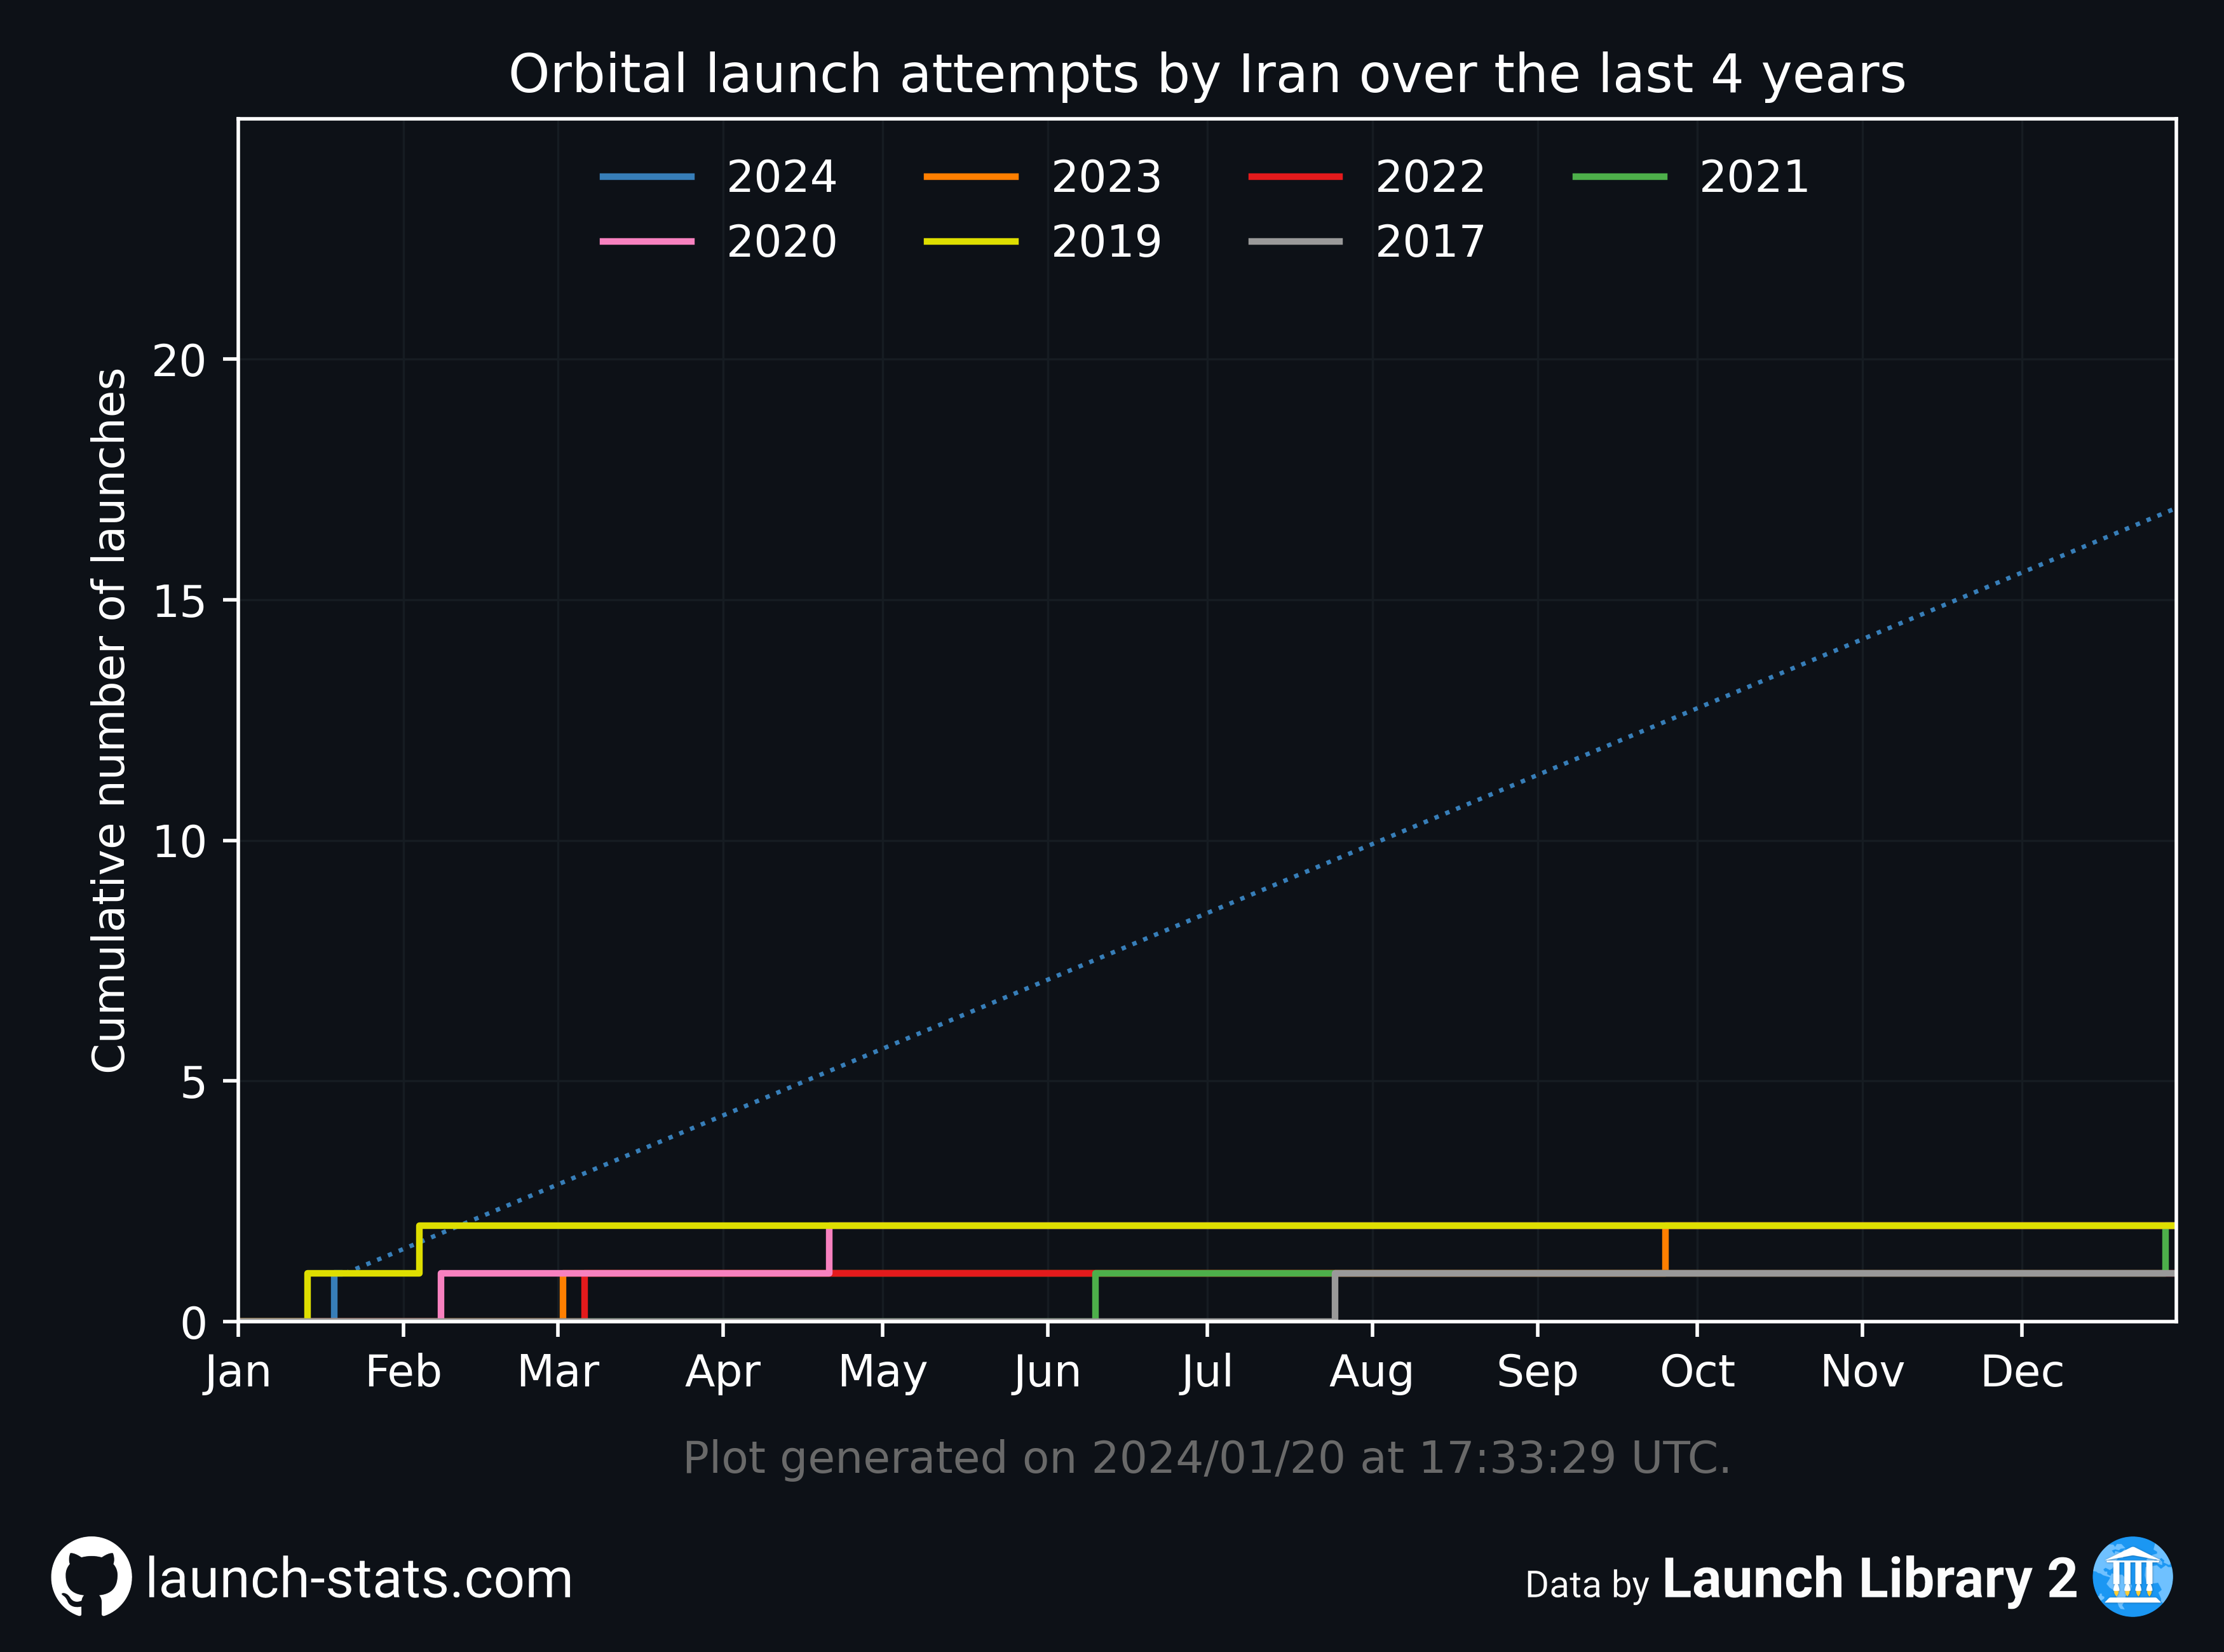 Orbital launch attempts by Iran over the last 4 years
2024 2023 2022 2021
2020 2019 2017
Cumulative number of launches
20
15
10
5
0
Jan Feb Mar Apr May Jun Jul Aug Sep Oct Nov Dec
Plot generated on 2024/01/20 at 17:33:29 UTC.
launch-stats.com
Data by Launch Library 2